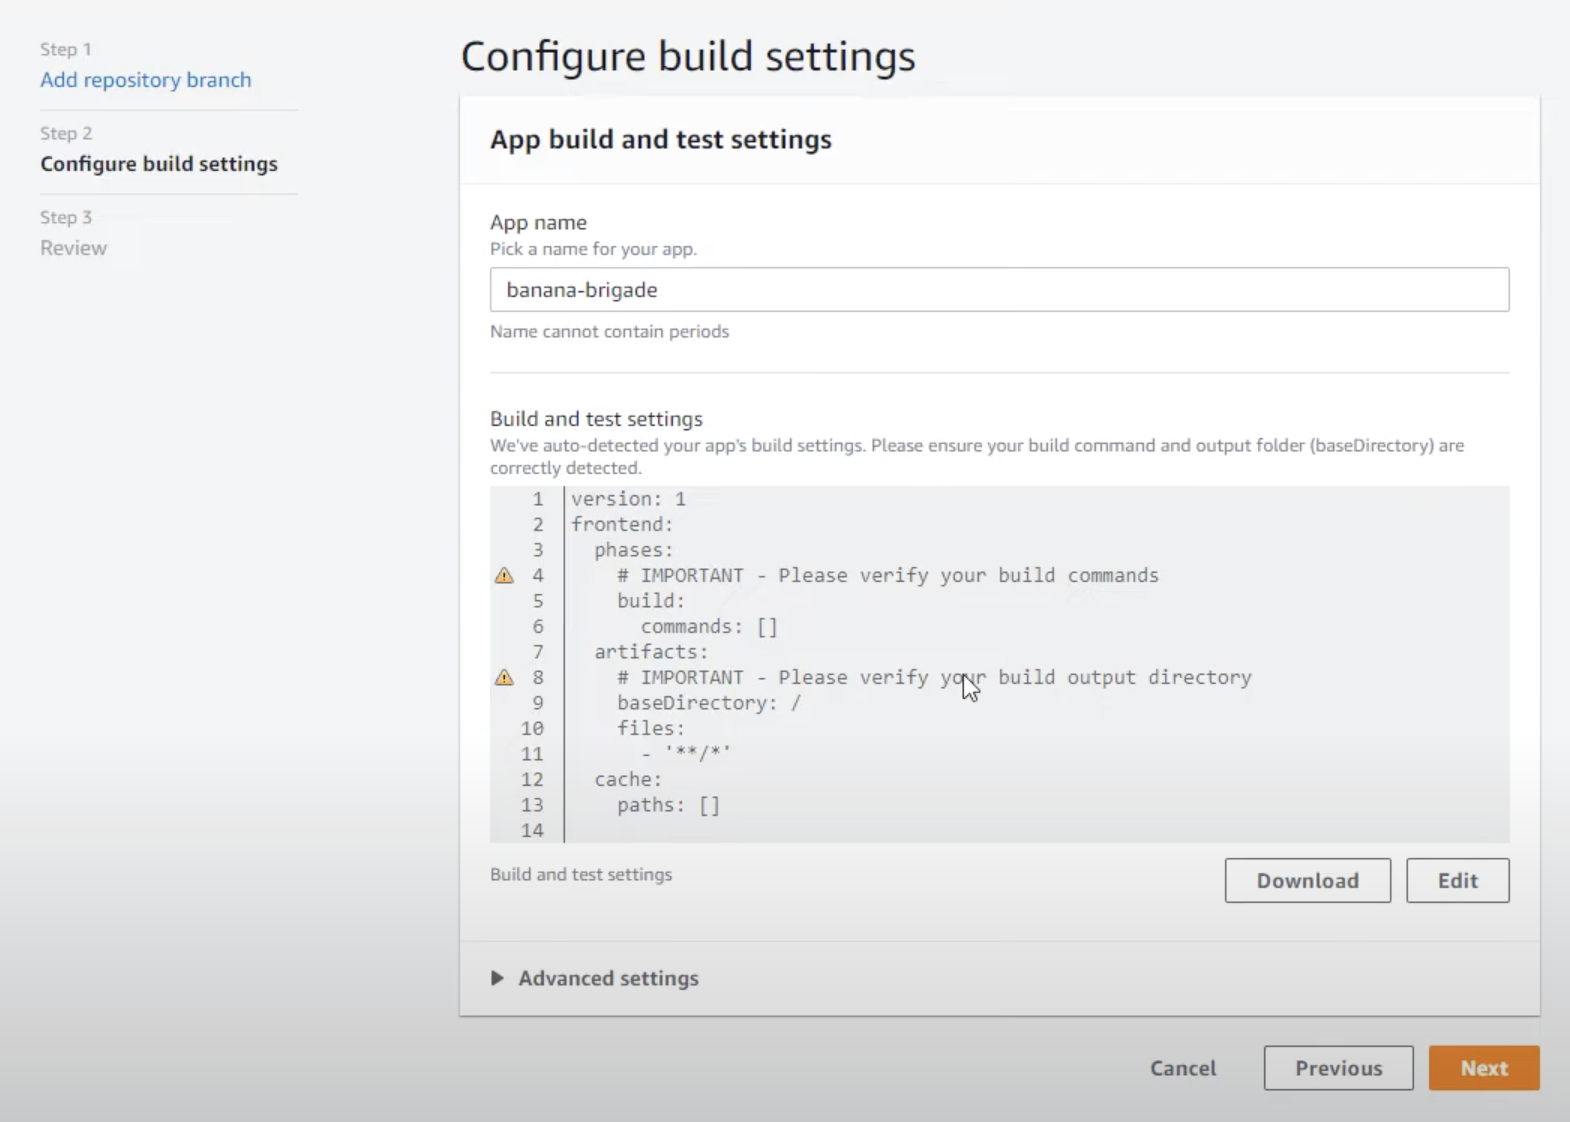 Step 1
Add repository branch
Step 2
Configure build settings
Step 3
Review
Configure build settings
App build and test settings
App name
Pick a name for your app.
banana-brigade
Name cannot contain periods
Build and test settings
We've auto-detected your app's build settings. Please ensure your build command and output folder (baseDirectory) are
correctly detected.
1 version: 1
2 frontend:
3   phases:
4     # IMPORTANT - Please verify your build commands
5     build:
6       commands: []
7   artifacts:
8     # IMPORTANT - Please verify your build output directory
9     baseDirectory: /
10     files:
11       - '**/*'
12   cache:
13     paths: []
14
Build and test settings
Download Edit
Advanced settings
Cancel Previous Next